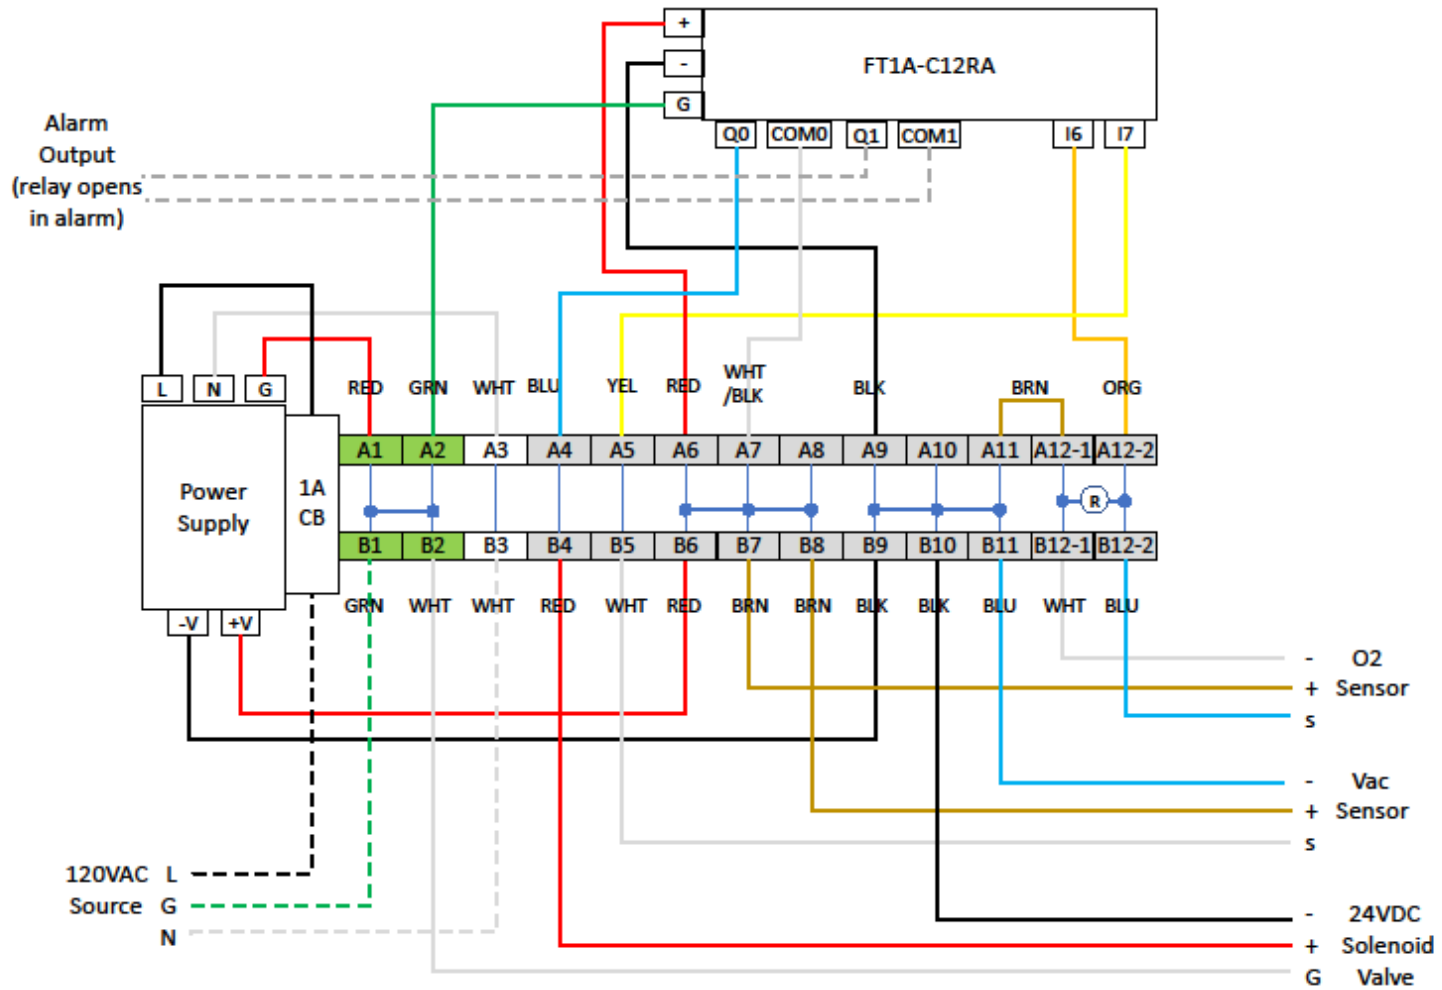 +
-
FT1A-C12RA
G
Q0 COM0 Q1 COM1 I6 I7
Alarm
Output
(relay opens
in alarm)
L N G
RED GRN WHT BLU YEL RED WHT BLK BRN ORG
/BLK
A1 A2 A3 A4 A5 A6 A7 A8 A9 A10 A11 A12-1 A12-2
Power
Supply
1A
CB
R
B1 B2 B3 B4 B5 B6 B7 B8 B9 B10 B11 B12-1 B12-2
GRN WHT WHT RED WHT RED BRN BRN BLK BLK BLU WHT BLU
-V +V
- O2
+ Sensor
s
- Vac
+ Sensor
s
120VAC L
Source G
N
- 24VDC
+ Solenoid
G Valve